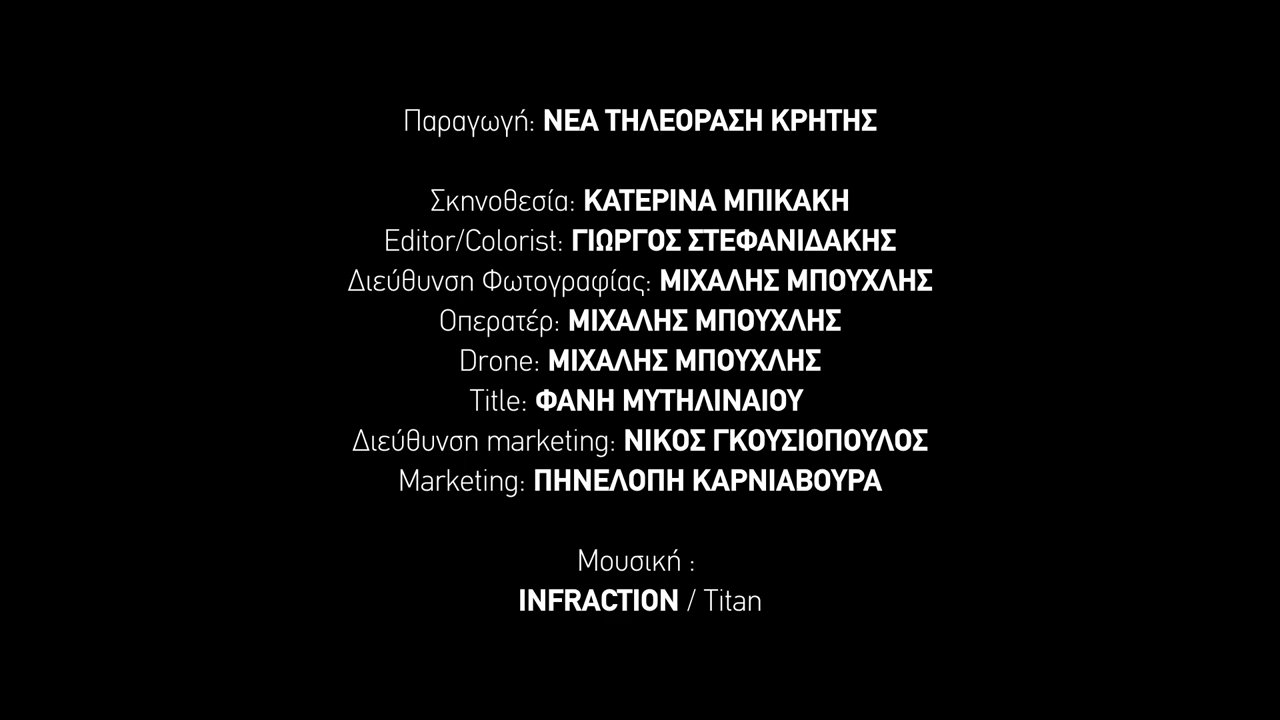 Παραγωγή: ΝΕΑ ΤΗΛΕΟΡΑΣΗ ΚΡΗΤΗΣ
Σκηνοθεσία: ΚΑΤΕΡΙΝΑ ΜΠΙΚΑΚΗ
Editor/Colorist: ΓΙΩΡΓΟΣ ΣΤΕΦΑΝΙΔΑΚΗΣ
Διεύθυνση Φωτογραφίας: ΜΙΧΑΛΗΣ ΜΠΟΥΧΛΗΣ
Οπερατέρ: ΜΙΧΑΛΗΣ ΜΠΟΥΧΛΗΣ
Drone: ΜΙΧΑΛΗΣ ΜΠΟΥΧΛΗΣ
Title: ΦΑΝΗ ΜΥΤΗΛΙΝΑΙΟΥ
Διεύθυνση marketing: ΝΙΚΟΣ ΓΚΟΥΣΙΟΠΟΥΛΟΣ
Marketing: ΠΗΝΕΛΟΠΗ ΚΑΡΝΙΑΒΟΥΡΑ
Μουσική :
INFRACTION / Titan